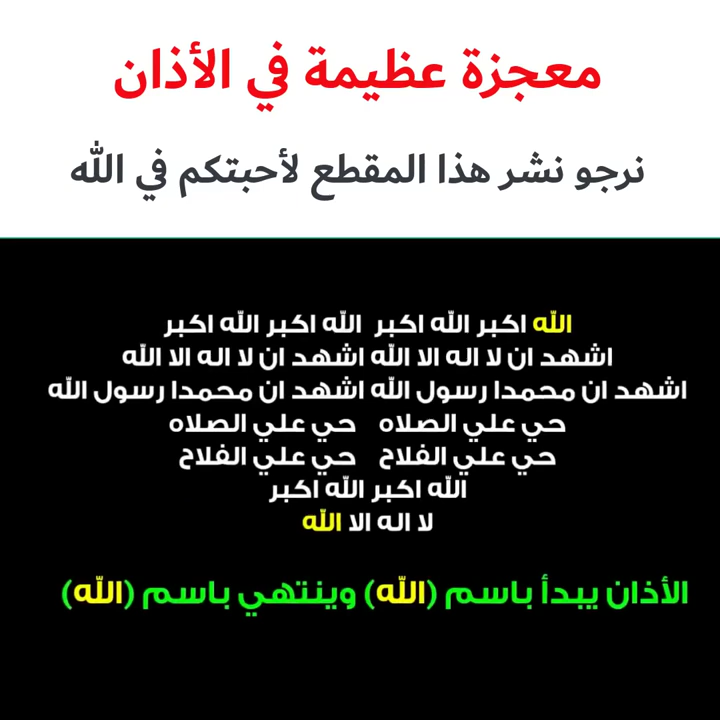 معجزة عظيمة في الأذان
نرجو نشر هذا المقطع لأحبتكم في الله
الله اكبر الله اكبر الله اكبر الله اكبر
اشهد ان لا اله الا الله اشهد ان لا اله الا الله
اشهد ان محمدا رسول الله اشهد ان محمدا رسول الله
حي علي الصلاه حي علي الصلاه
حي علي الفلاح حي علي الفلاح
الله اكبر الله اكبر
لا اله الا الله
الأذان يبدأ باسم (الله) وينتهي باسم (الله)